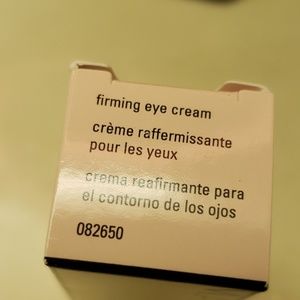 firming eye cream
crème raffermissante
pour les yeux
crema reafirmante para
el contorno de los ojos
082650